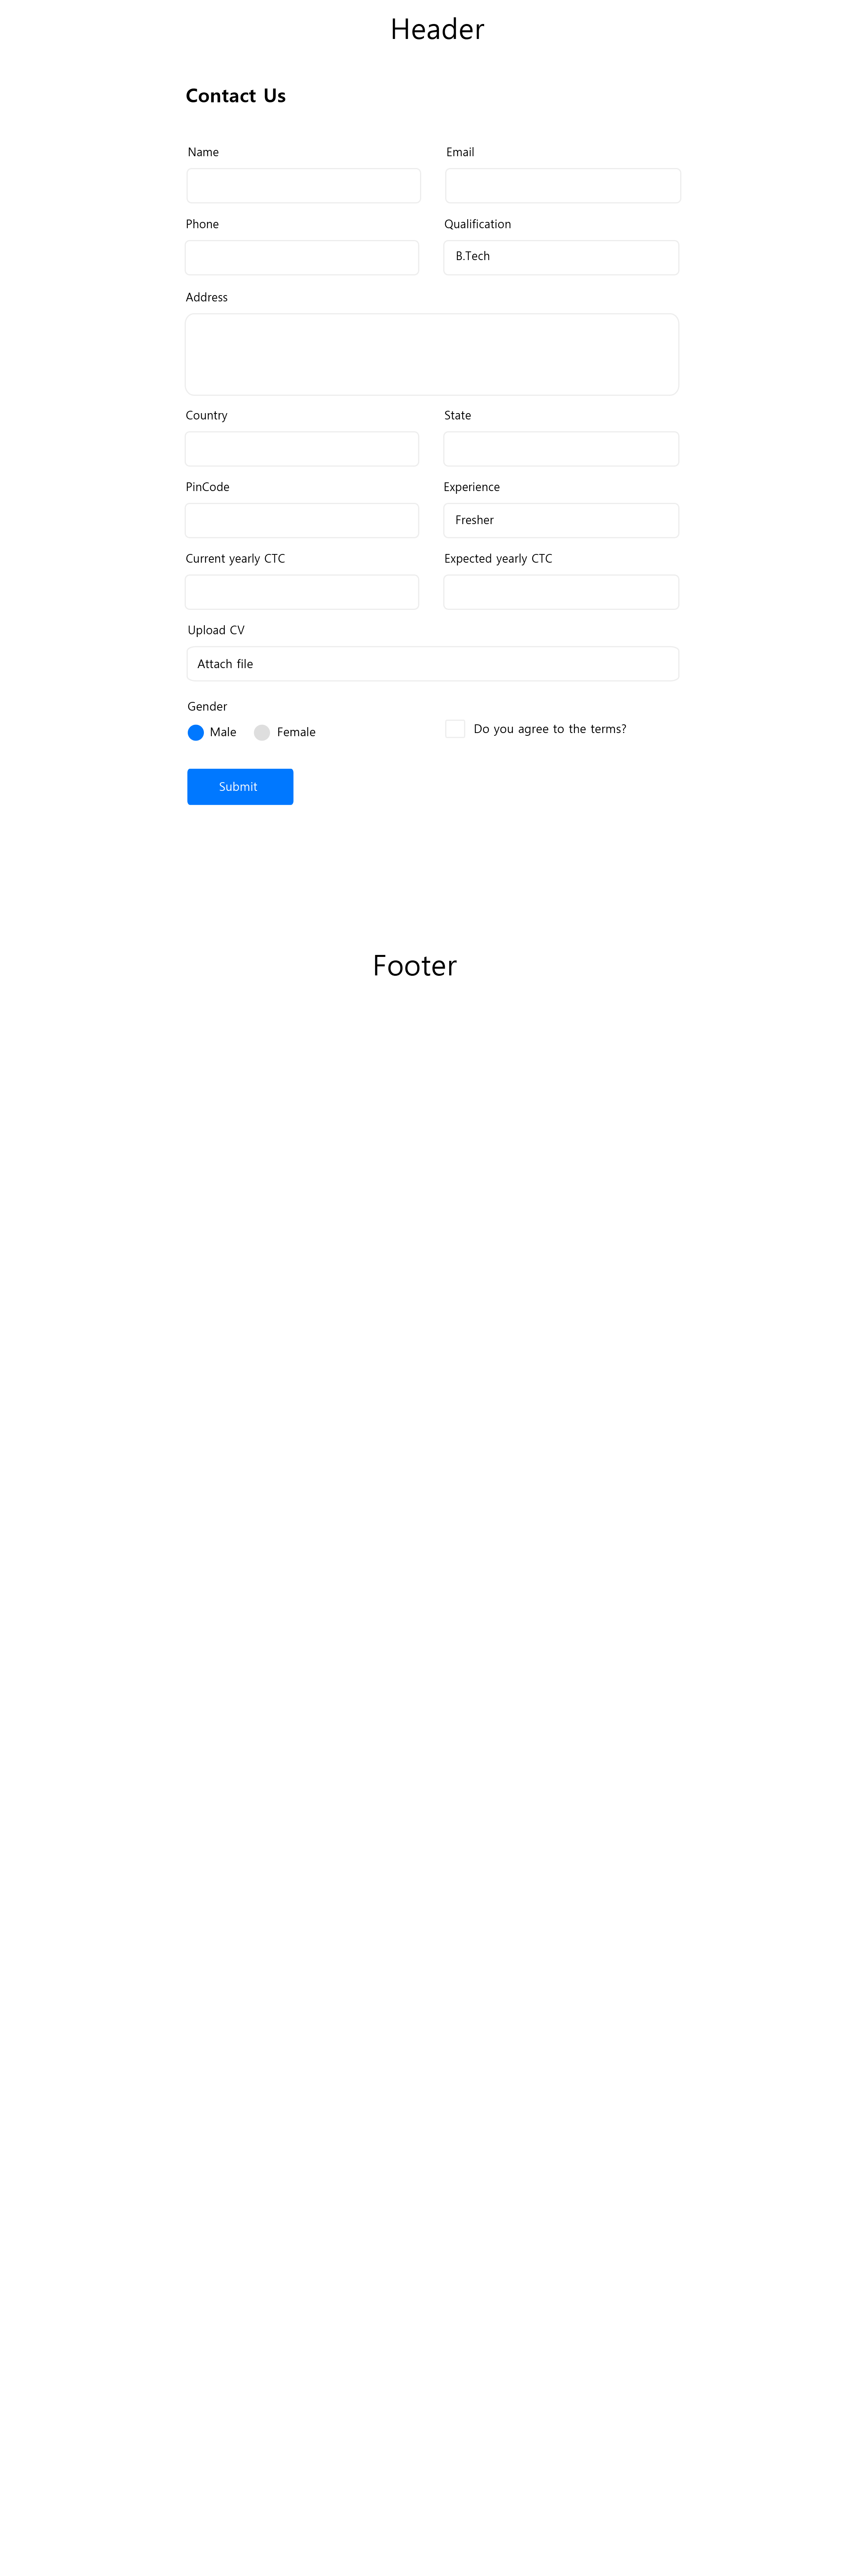 Header
Contact Us
Name
Email
Phone
Qualification
B.Tech
Address
Country
State
PinCode
Experience
Fresher
Current yearly CTC
Expected yearly CTC
Upload CV
Attach file
Gender
Male
Female
Do you agree to the terms?
Submit
Footer